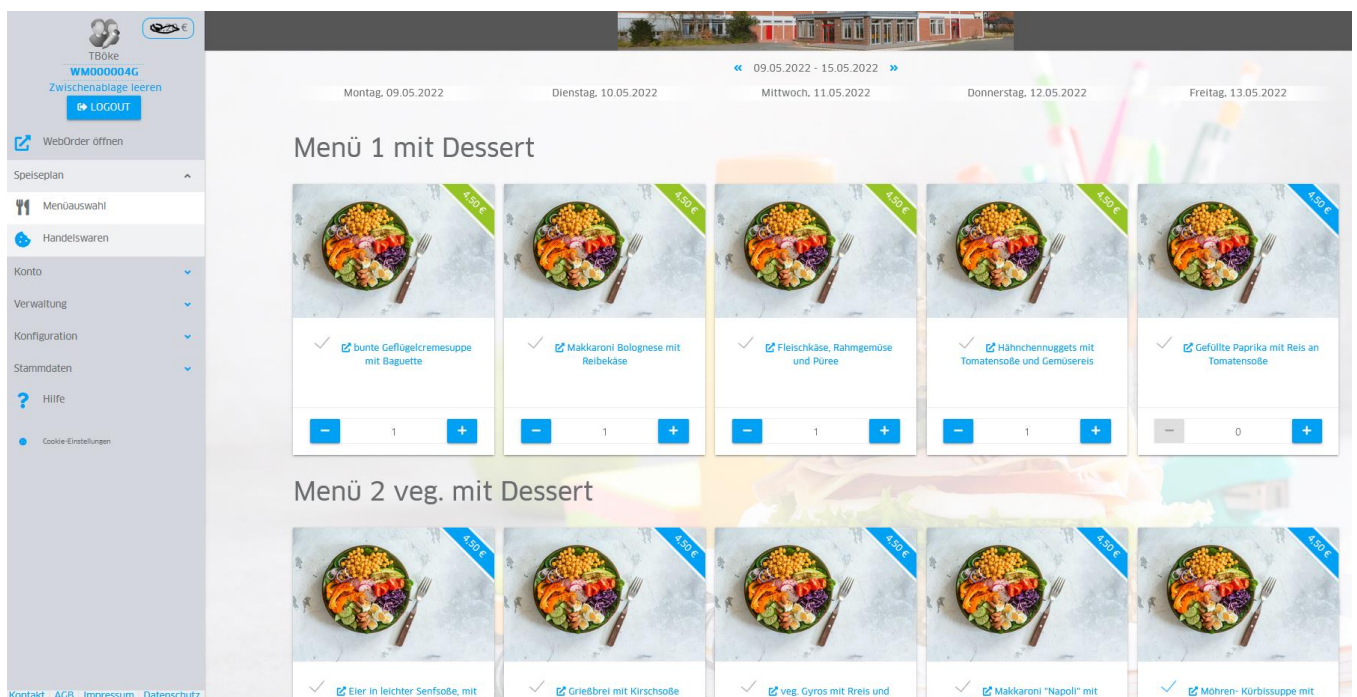 €
TBöke
WM000004G
Zwischenablage leeren
LOGOUT
WebOrder öffnen
Speiseplan
Menüauswahl
Handelswaren
Konto
Verwaltung
Konfiguration
Stammdaten
Hilfe
Cookie-Einstellungen
Kontakt AGB Impressum Datenschutz
« 09.05.2022 - 15.05.2022 »
Montag, 09.05.2022
Dienstag, 10.05.2022
Mittwoch, 11.05.2022
Donnerstag, 12.05.2022
Freitag, 13.05.2022
Menü 1 mit Dessert
4,50 €
bunte Geflügelcremesuppe
mit Baguette
- 1 +
4,50 €
Makkaroni Bolognese mit
Reibekäse
- 1 +
4,50 €
Fleischkäse, Rahmgemüse
und Püree
- 1 +
4,50 €
Hähnchennuggets mit
Tomatensoße und Gemüsereis
- 1 +
4,50 €
Gefüllte Paprika mit Reis an
Tomatensoße
- 0 +
Menü 2 veg. mit Dessert
4,50 €
Eier in leichter Senfsoße, mit
4,50 €
Grießbrei mit Kirschsoße
4,50 €
veg. Gyros mit Rreis und
4,50 €
Makkaroni "Napoli" mit
4,50 €
Möhren- Kürbissuppe mit